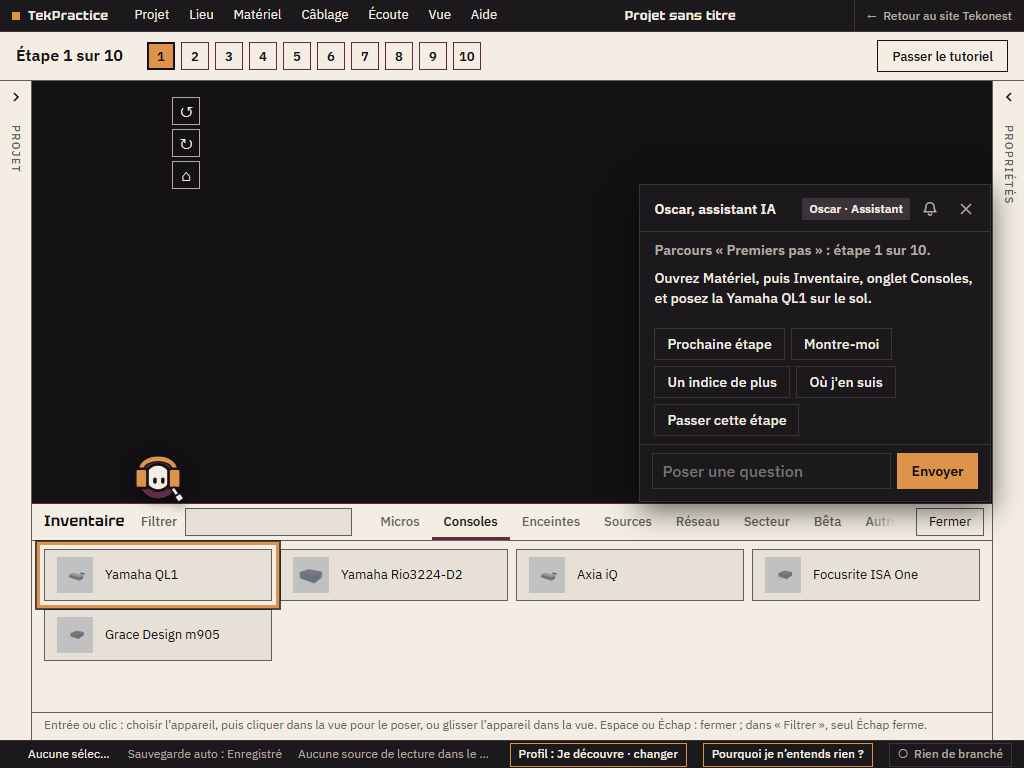 TekPractice Projet Lieu Matériel Câblage Écoute Vue Aide Projet sans titre ← Retour au site Tekonest
Étape 1 sur 10 1 2 3 4 5 6 7 8 9 10 Passer le tutoriel
PROJET
PROPRIÉTÉS
Oscar, assistant IA Oscar · Assistant
Parcours « Premiers pas » : étape 1 sur 10.
Ouvrez Matériel, puis Inventaire, onglet Consoles,
et posez la Yamaha QL1 sur le sol.
Prochaine étape Montre-moi
Un indice de plus Où j'en suis
Passer cette étape
Poser une question Envoyer
Inventaire Filtrer Micros Consoles Enceintes Sources Réseau Secteur Bêta Autr Fermer
Yamaha QL1 Yamaha Rio3224-D2 Axia iQ Focusrite ISA One
Grace Design m905
Entrée ou clic : choisir l’appareil, puis cliquer dans la vue pour le poser, ou glisser l’appareil dans la vue. Espace ou Échap : fermer ; dans « Filtrer », seul Échap ferme.
Aucune sélec... Sauvegarde auto : Enregistré Aucune source de lecture dans le ... Profil : Je découvre · changer Pourquoi je n’entends rien ? Rien de branché